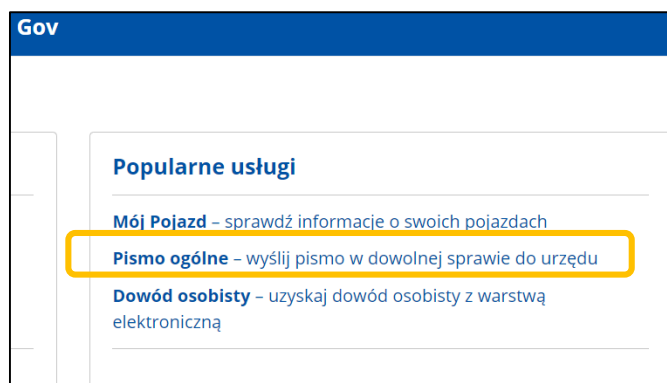 Gov
Popularne usługi
Mój Pojazd – sprawdź informacje o swoich pojazdach
Pismo ogólne – wyślij pismo w dowolnej sprawie do urzędu
Dowód osobisty – uzyskaj dowód osobisty z warstwą
elektroniczną